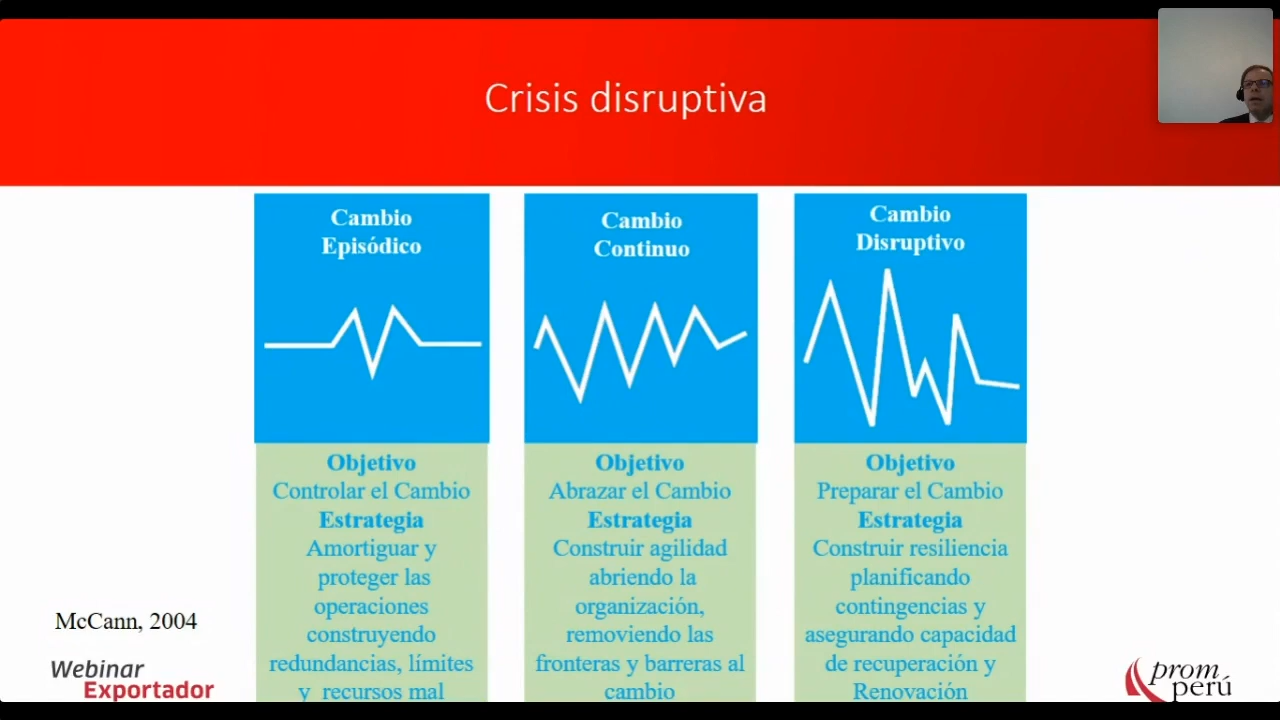 Crisis disruptiva
Cambio
Episódico
Objetivo
Controlar el Cambio
Estrategia
Amortiguar y
proteger las
operaciones
construyendo
redundancias, límites
y recursos mal
Cambio
Continuo
Objetivo
Abrazar el Cambio
Estrategia
Construir agilidad
abriendo la
organización,
removiendo las
fronteras y barreras al
cambio
Cambio
Disruptivo
Objetivo
Preparar el Cambio
Estrategia
Construir resiliencia
planificando
contingencias y
asegurando capacidad
de recuperación y
Renovación
McCann, 2004
Webinar
Exportador
prom
perú